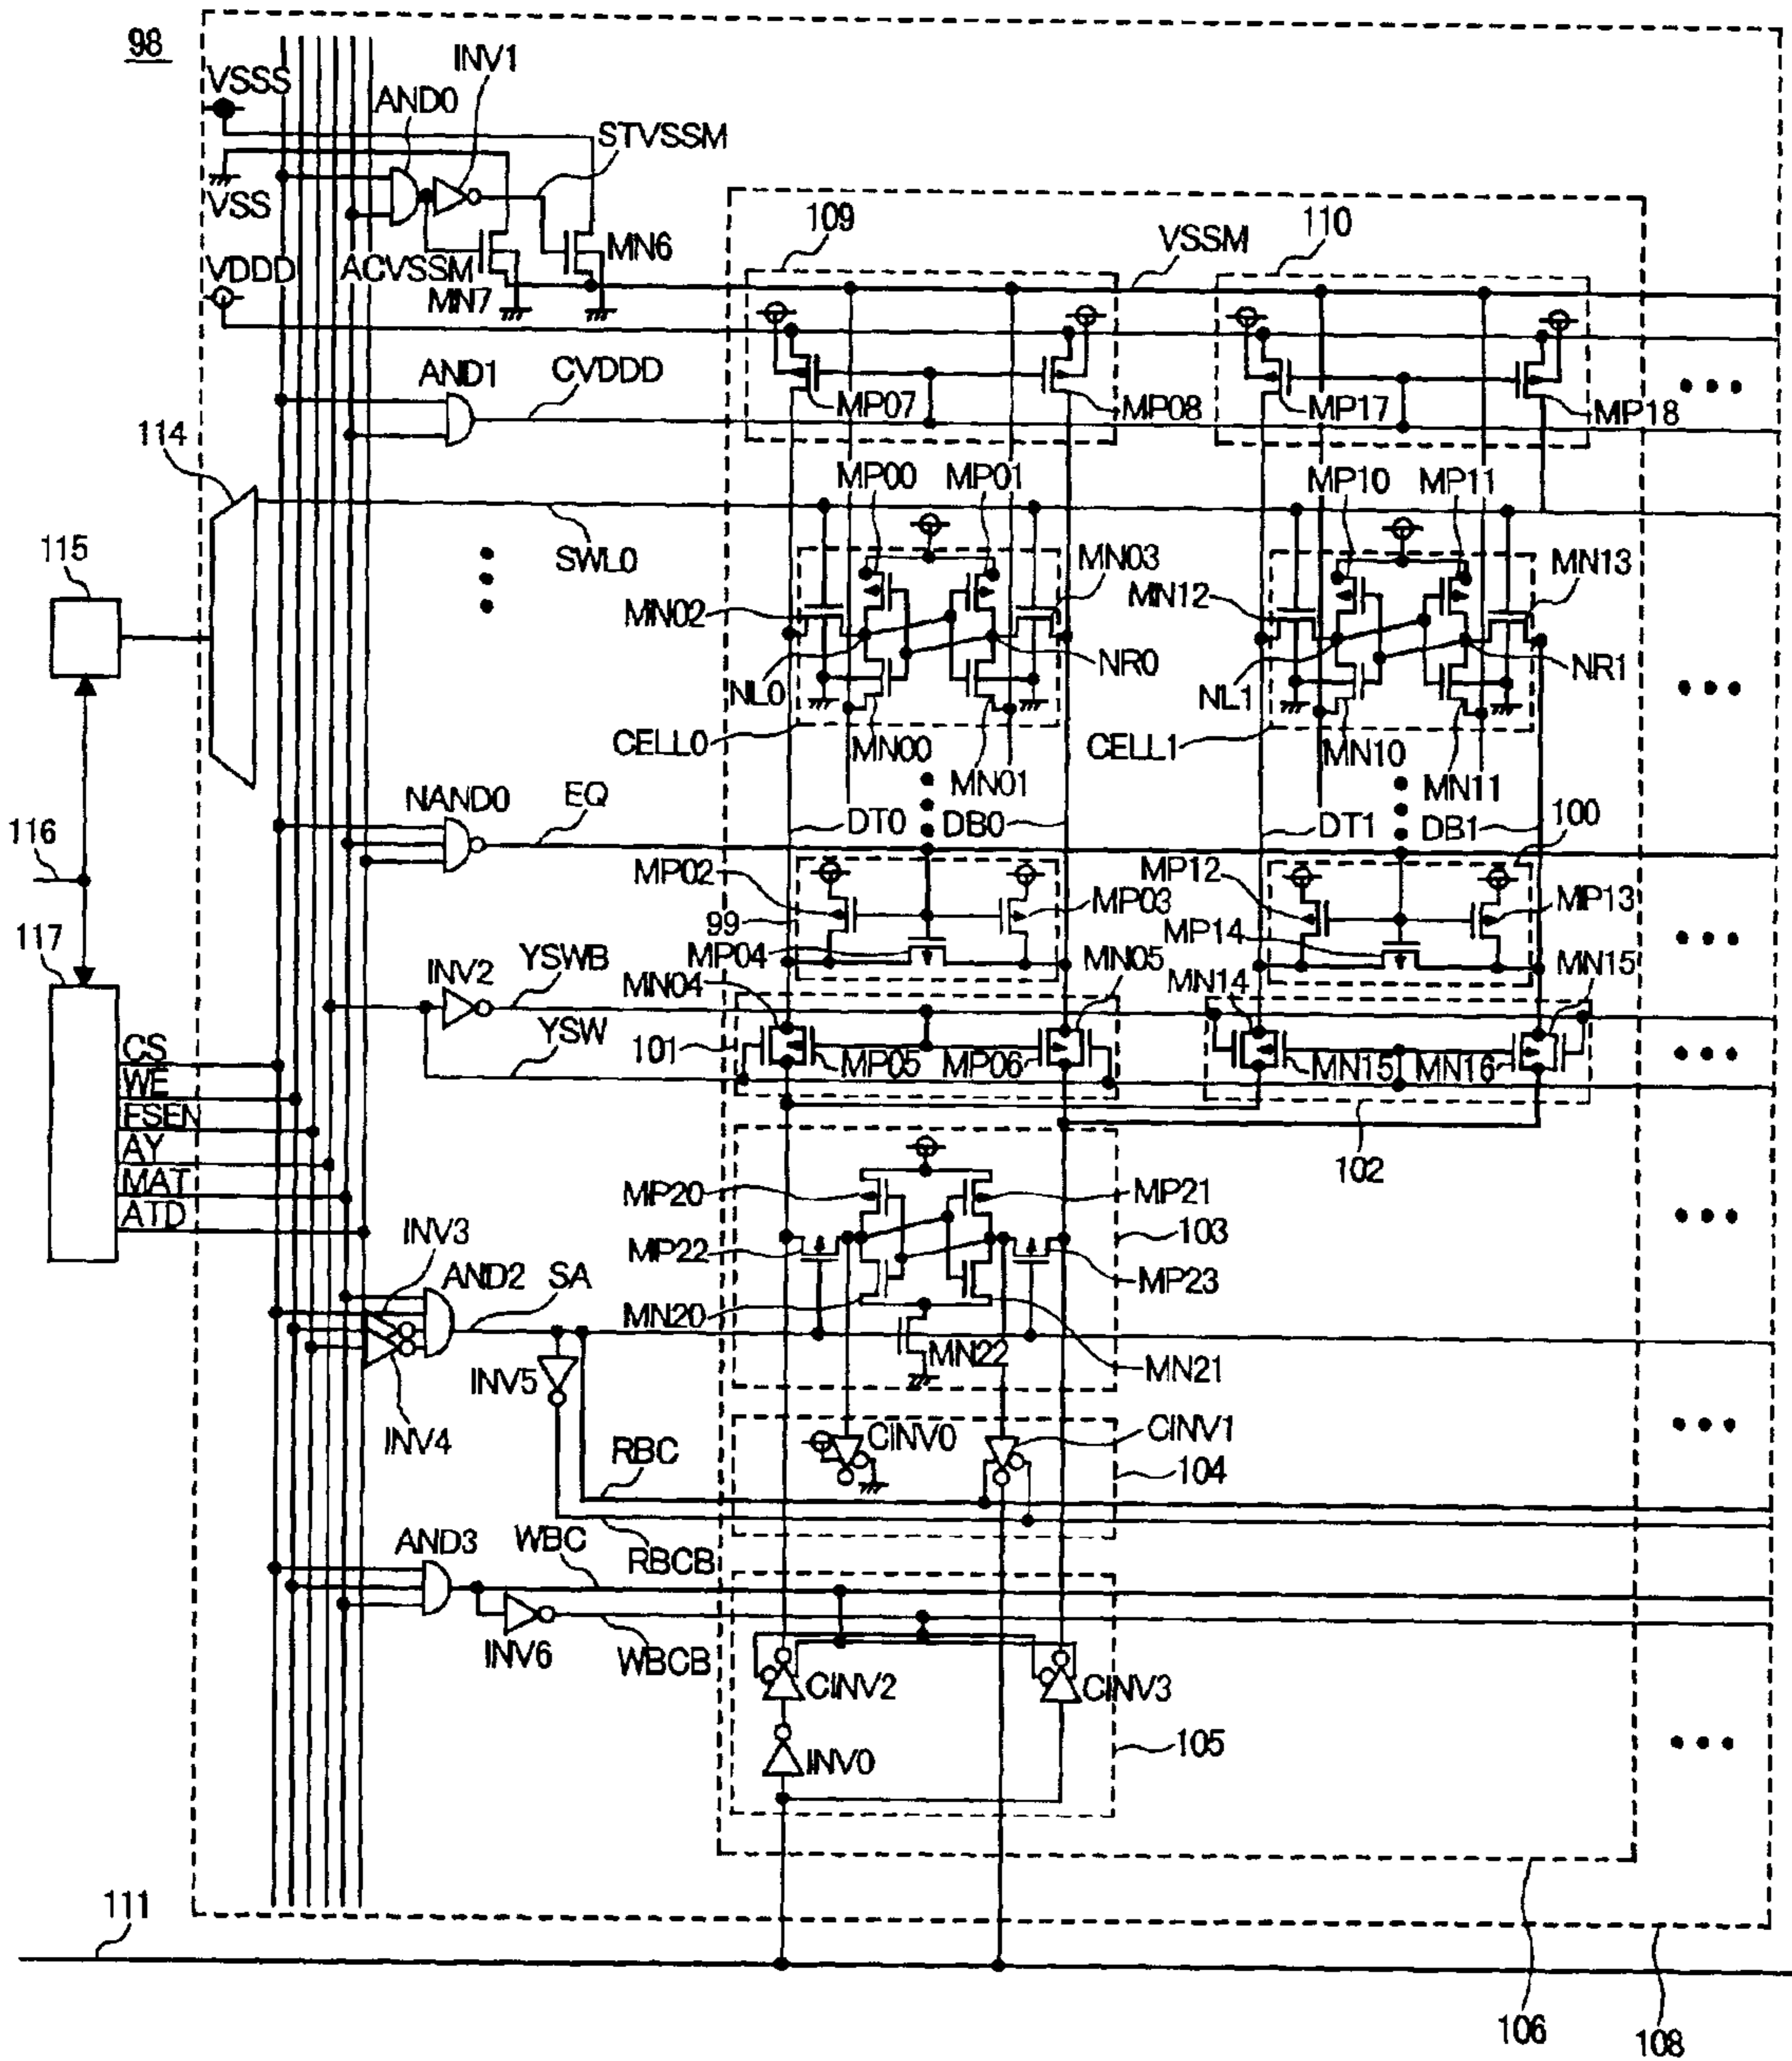 98
VSSS
INV1
AND0
STVSSM
VSS
VDDD
ACVSSM
MN6
MN7
109
VSSM
110
AND1
CVDDD
MP07
MP08
MP17
MP18
114
MP00
MP01
MP10
MP11
115
SWL0
MN03
MN13
MN02
MN12
NL0
NR0
NL1
NR1
CELL0
MN00
CELL1
MN10
MN01
MN11
NAND0
EQ
DT0
DB0
DT1
DB1
100
116
MP02
MP03
MP12
MP13
99
117
MP04
MP14
INV2
YSWB
MN04
MN05
MN14
MN15
YSW
101
MP05
MP06
MN15
MN16
CS
WE
FSEN
AY
MAT
ATD
102
MP20
MP21
INV3
103
MP22
AND2
SA
MP23
MN20
MN22
MN21
INV5
INV4
CINV0
CINV1
RBC
104
AND3
WBC
RBCB
INV6
WBCB
CINV2
CINV3
INV0
105
111
106
108